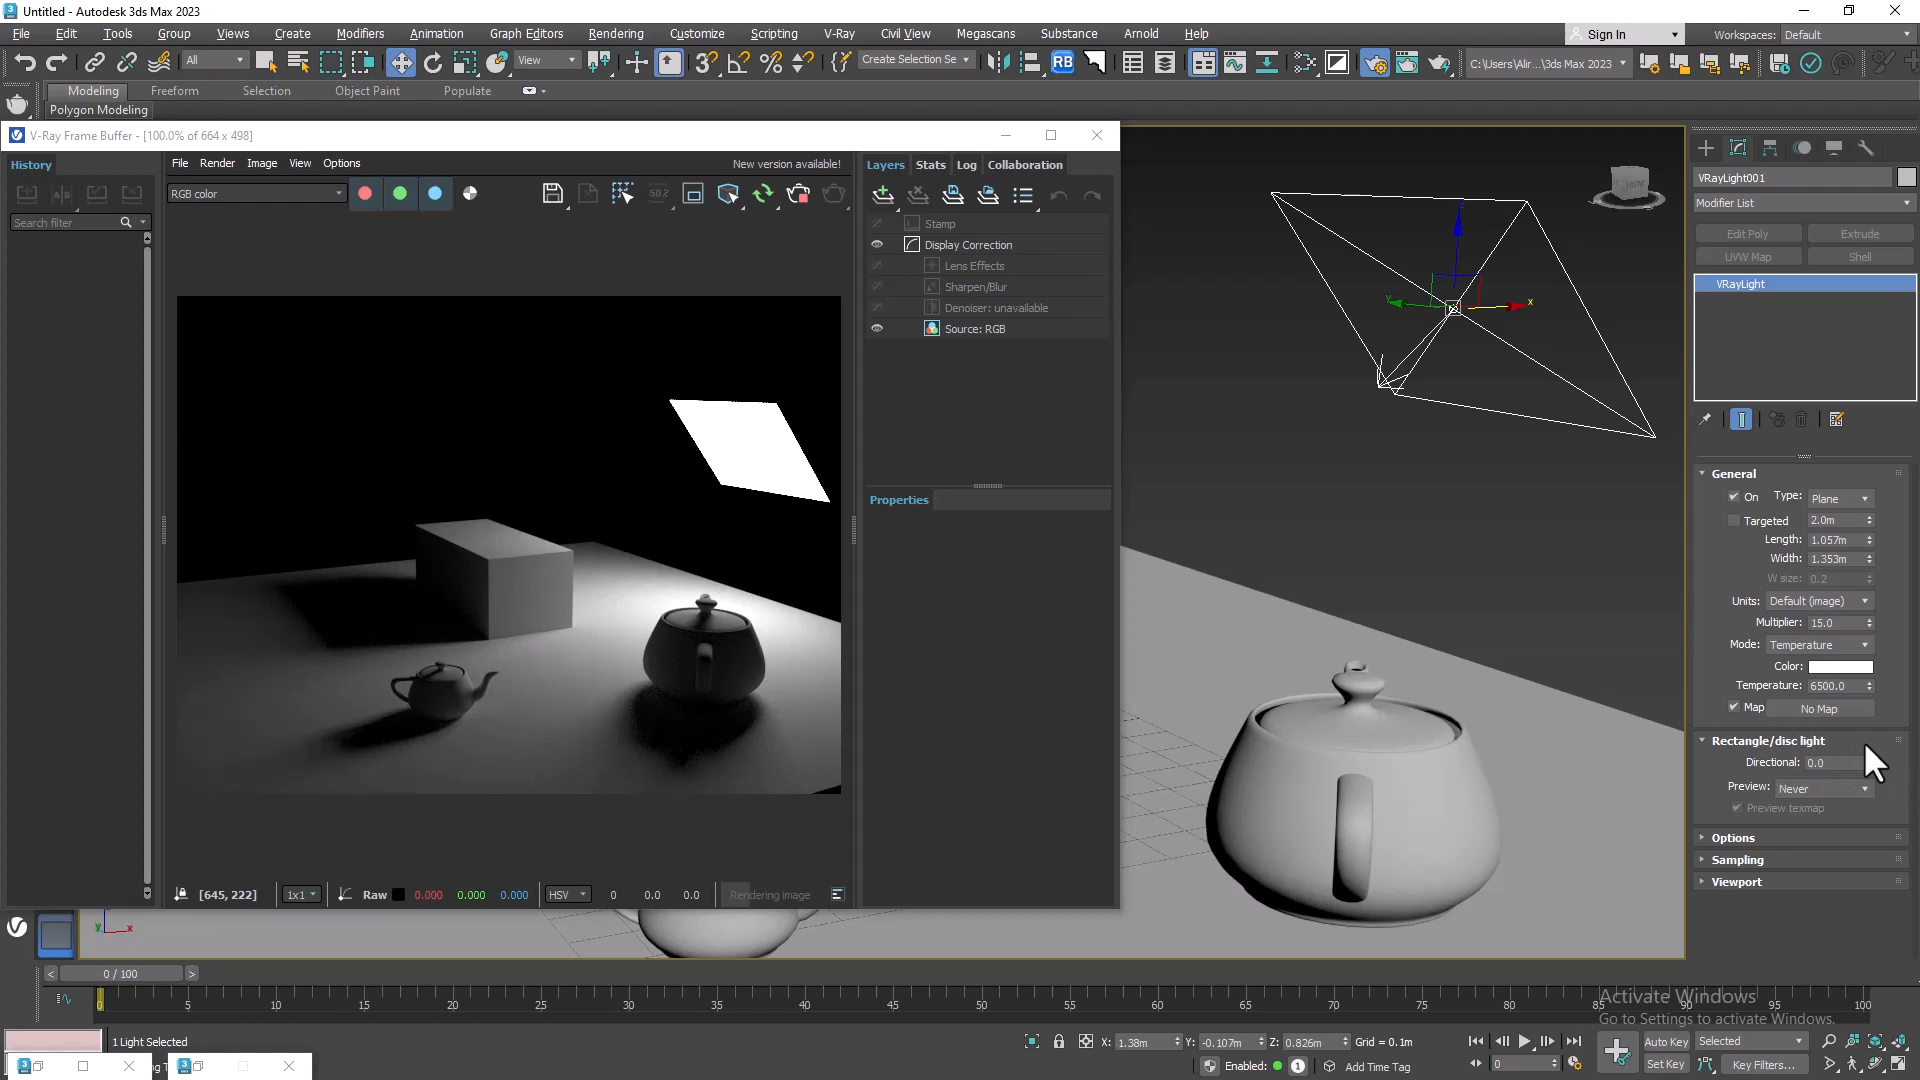 Untitled - Autodesk 3ds Max 2023
File Edit Tools Group Views Create Modifiers Animation Graph Editors Rendering Customize Scripting V-Ray Civil View Megascans Substance Arnold Help
Sign In
Workspaces: Default
All
View
Create Selection Se
RB
C:\Users\Alir...\3ds Max 2023
Modeling Freeform Selection Object Paint Populate
Polygon Modeling
V-Ray Frame Buffer - [100.0% of 664 x 498]
History
File Render Image View Options
New version available!
Layers Stats Log Collaboration
RGB color
50%
Search filter
Stamp
Display Correction
Lens Effects
Sharpen/Blur
Denoiser: unavailable
Source: RGB
Properties
[645, 222]
1x1
Raw 0.000 0.000 0.000
HSV 0 0.0 0.0
Rendering image
x
VRayLight001
Modifier List
Edit Poly Extrude
UVW Map Shell
VRayLight
General
On Type: Plane
Targeted 2.0m
Length: 1.057m
Width: 1.353m
W size: 0.2
Units: Default (image)
Multiplier: 15.0
Mode: Temperature
Color:
Temperature: 6500.0
Map No Map
Rectangle/disc light
Directional: 0.0
Preview: Never
Preview texmap
Options
Sampling
Viewport
y x
< 0 / 100 >
0 5 10 15 20 25 30 35 40 45 50 55 60 65 70 75 80 85 90 95 100
Activate Windows
Go to Settings to activate Windows.
1 Light Selected
X: 1.38m Y: -0.107m Z: 0.826m Grid = 0.1m
Enabled: 1 Add Time Tag
0
Auto Key Selected
Set Key Key Filters...